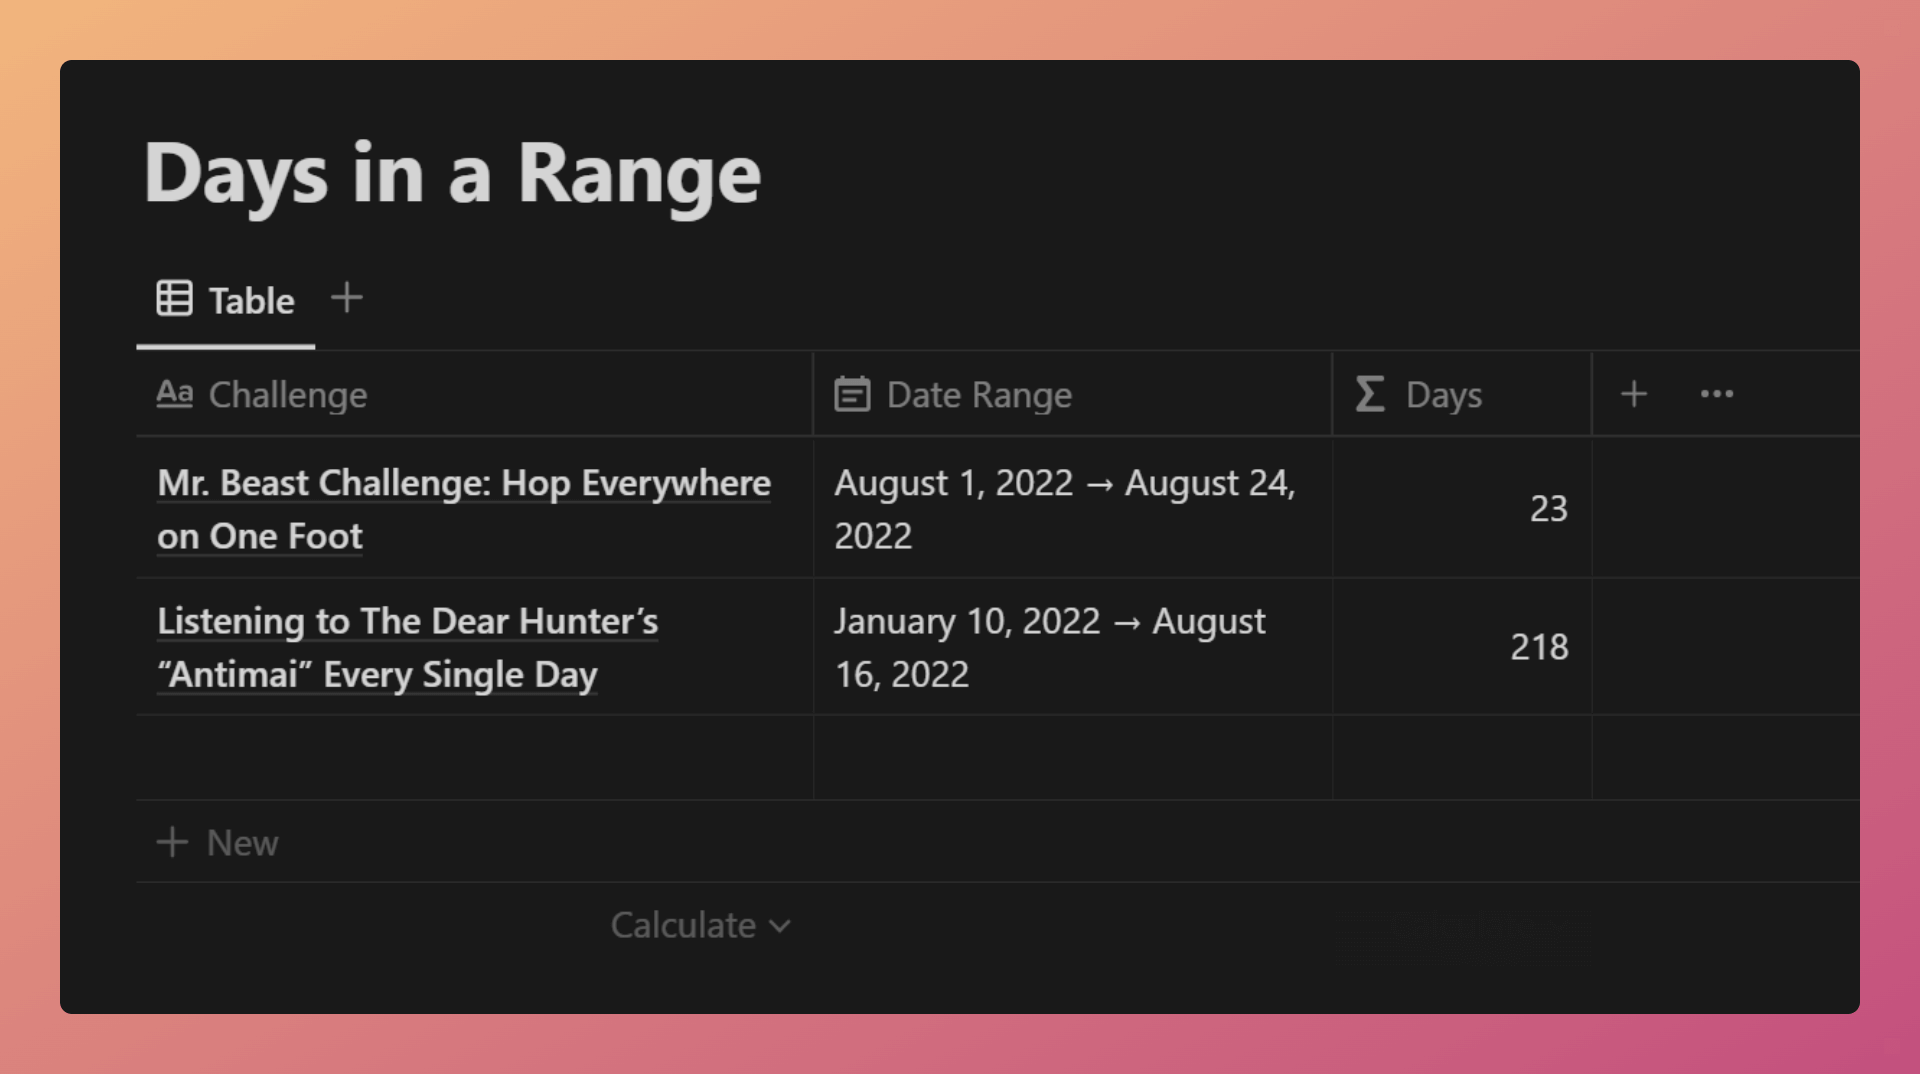 Days in a Range
Table
Aa Challenge Date Range Σ Days
Mr. Beast Challenge: Hop Everywhere
on One Foot
August 1, 2022 → August 24,
2022
23
Listening to The Dear Hunter’s
“Antimai” Every Single Day
January 10, 2022 → August
16, 2022
218
+ New
Calculate